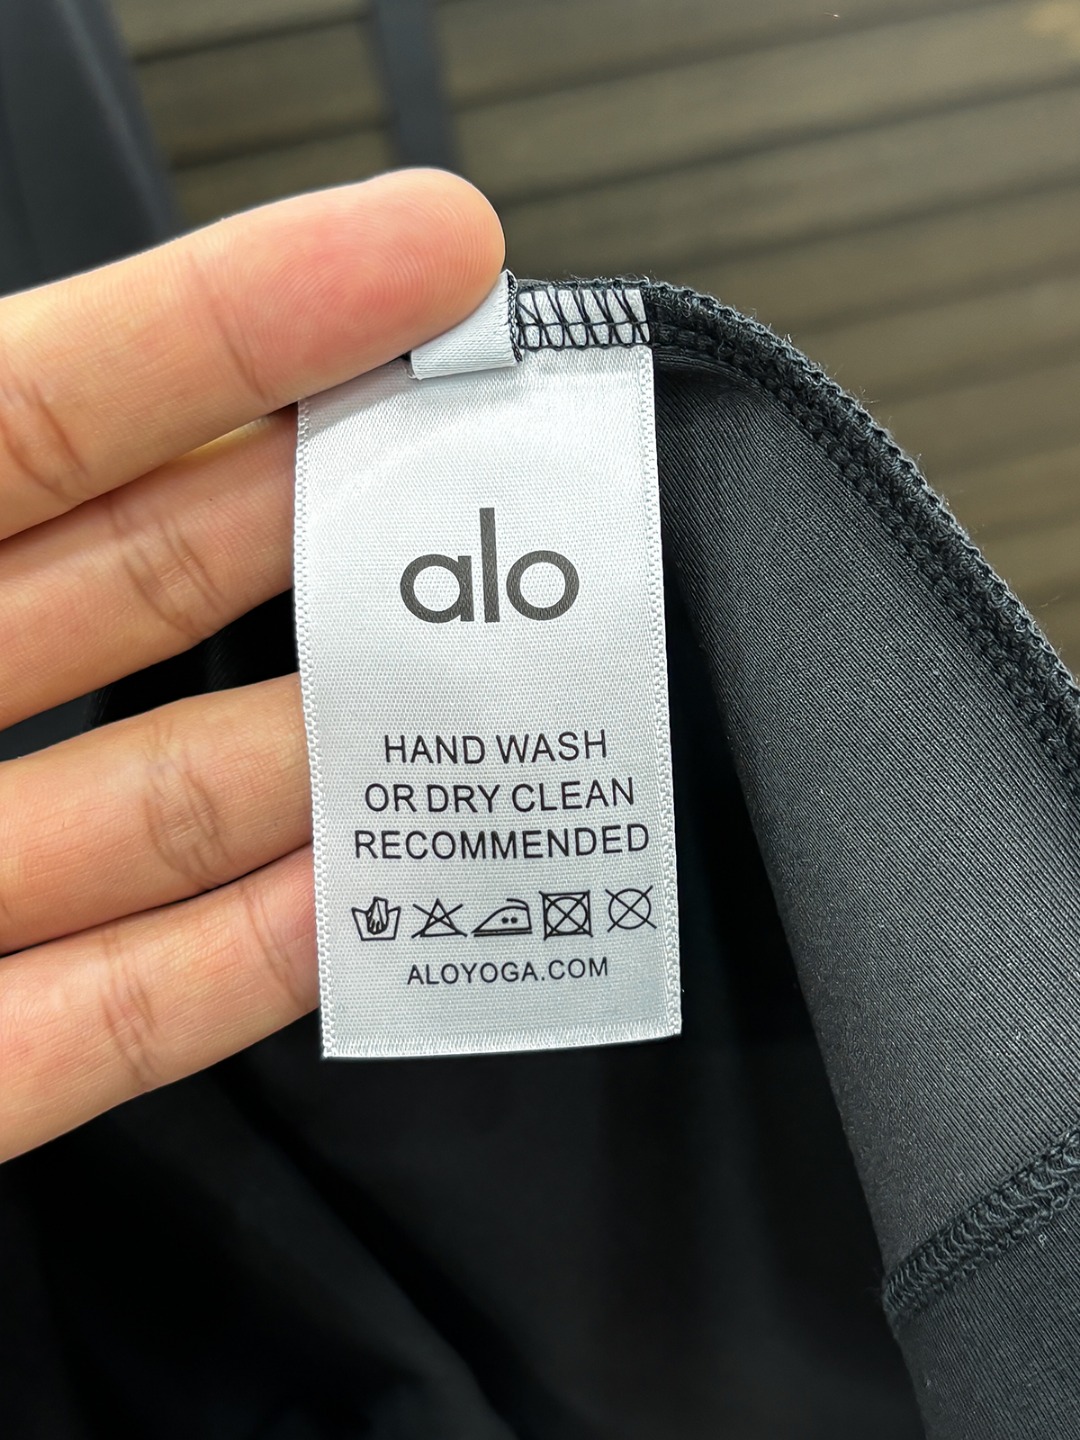 alo
HAND WASH
OR DRY CLEAN
RECOMMENDED
ALOYOGA.COM